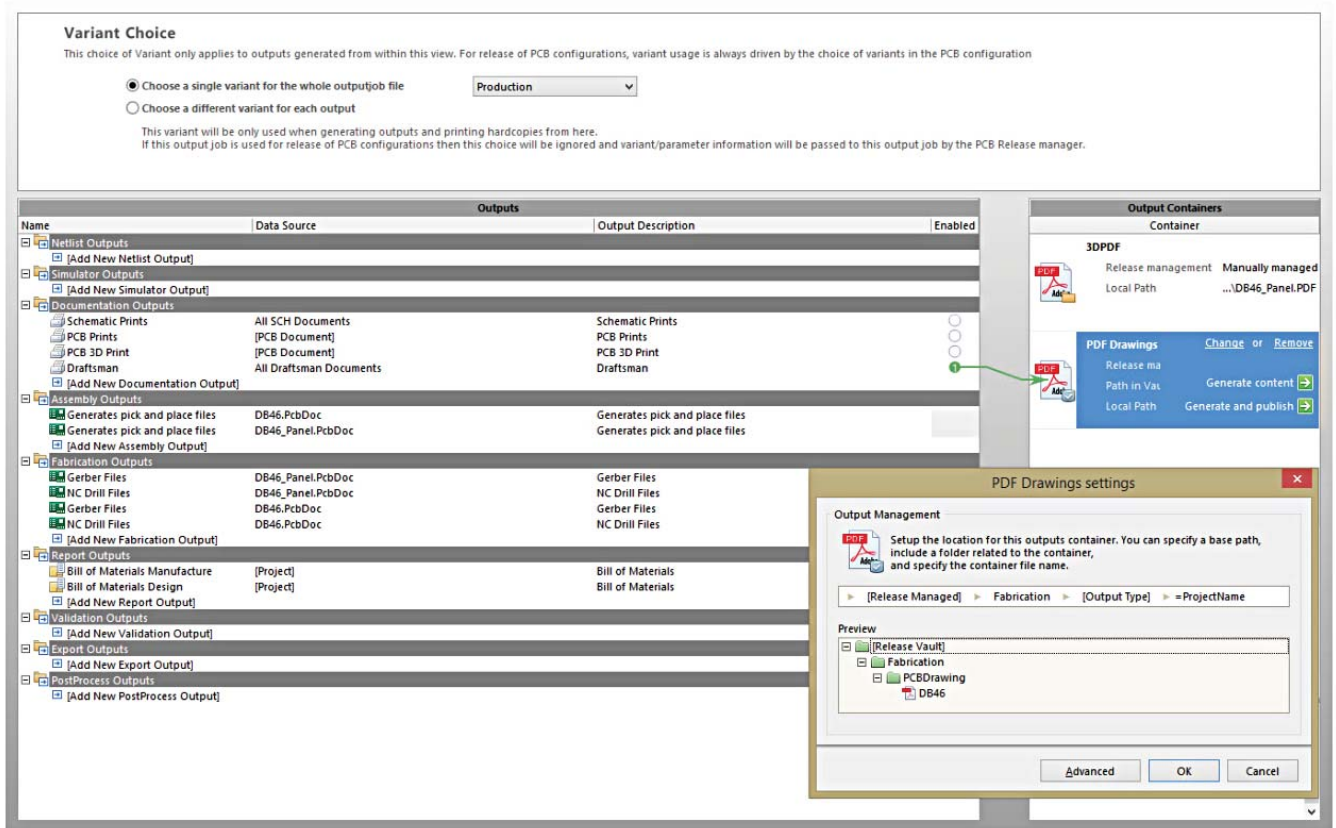 Variant Choice
This choice of Variant only applies to outputs generated from within this view. For release of PCB configurations, variant usage is always driven by the choice of variants in the PCB configuration
Choose a single variant for the whole outputjob file Production
Choose a different variant for each output
This variant will be only used when generating outputs and printing hardcopies from here.
If this output job is used for release of PCB configurations then this choice will be ignored and variant/parameter information will be passed to this output job by the PCB Release manager.
Outputs
Name Data Source Output Description Enabled
Netlist Outputs
[Add New Netlist Output]
Simulator Outputs
[Add New Simulator Output]
Documentation Outputs
Schematic Prints All SCH Documents Schematic Prints
PCB Prints [PCB Document] PCB Prints
PCB 3D Print [PCB Document] PCB 3D Print
Draftsman All Draftsman Documents Draftsman 1
[Add New Documentation Output]
Assembly Outputs
Generates pick and place files DB46.PcbDoc Generates pick and place files
Generates pick and place files DB46_Panel.PcbDoc Generates pick and place files
[Add New Assembly Output]
Fabrication Outputs
Gerber Files DB46_Panel.PcbDoc Gerber Files
NC Drill Files DB46_Panel.PcbDoc NC Drill Files
Gerber Files DB46.PcbDoc Gerber Files
NC Drill Files DB46.PcbDoc NC Drill Files
[Add New Fabrication Output]
Report Outputs
Bill of Materials Manufacture [Project] Bill of Materials
Bill of Materials Design [Project] Bill of Materials
[Add New Report Output]
Validation Outputs
[Add New Validation Output]
Export Outputs
[Add New Export Output]
PostProcess Outputs
[Add New PostProcess Output]
Output Containers
Container
3DPDF
PDF
Adobe
Release management Manually managed
Local Path ...\DB46_Panel.PDF
PDF Drawings Change or Remove
PDF
Release ma
Path in Vau Generate content
Local Path Generate and publish
PDF Drawings settings
Output Management
PDF
Setup the location for this outputs container. You can specify a base path,
include a folder related to the container,
and specify the container file name.
[Release Managed] Fabrication [Output Type] =ProjectName
Preview
[Release Vault]
Fabrication
PCBDrawing
DB46
Advanced OK Cancel